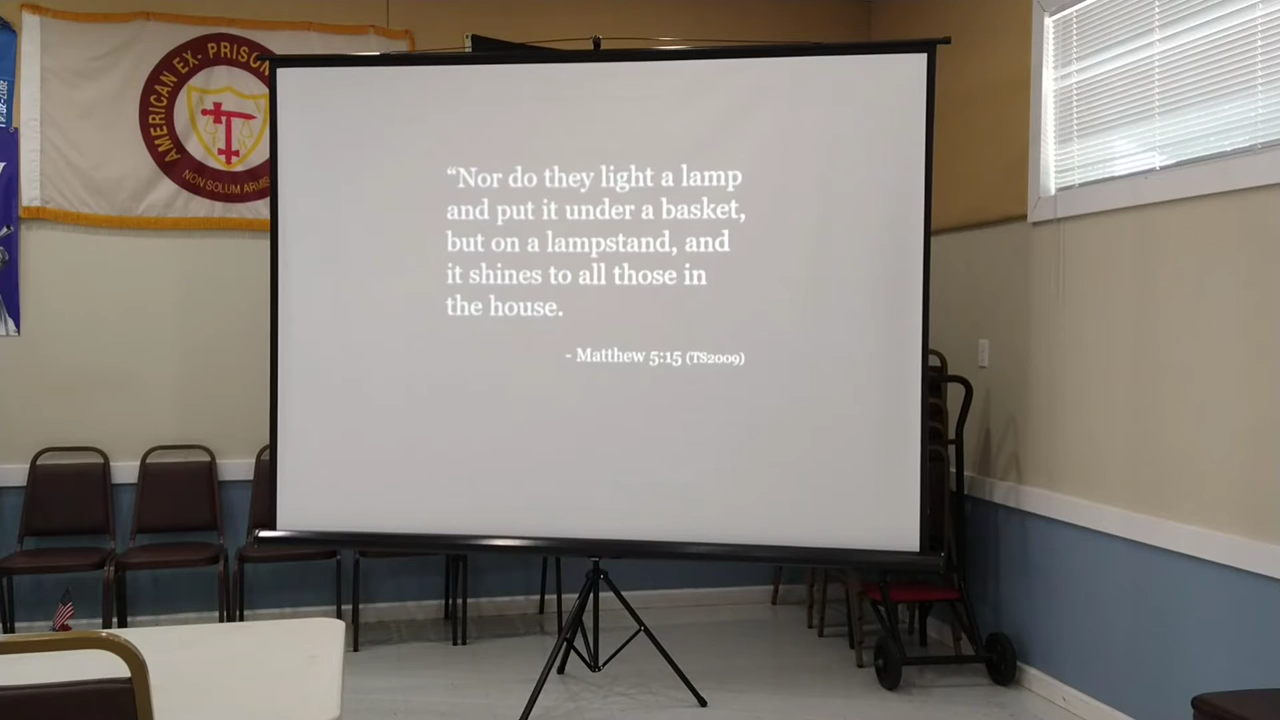 AMERICAN EX-PRISON
NON SOLUM ARMIS
“Nor do they light a lamp
and put it under a basket,
but on a lampstand, and
it shines to all those in
the house.
- Matthew 5:15 (TS2009)